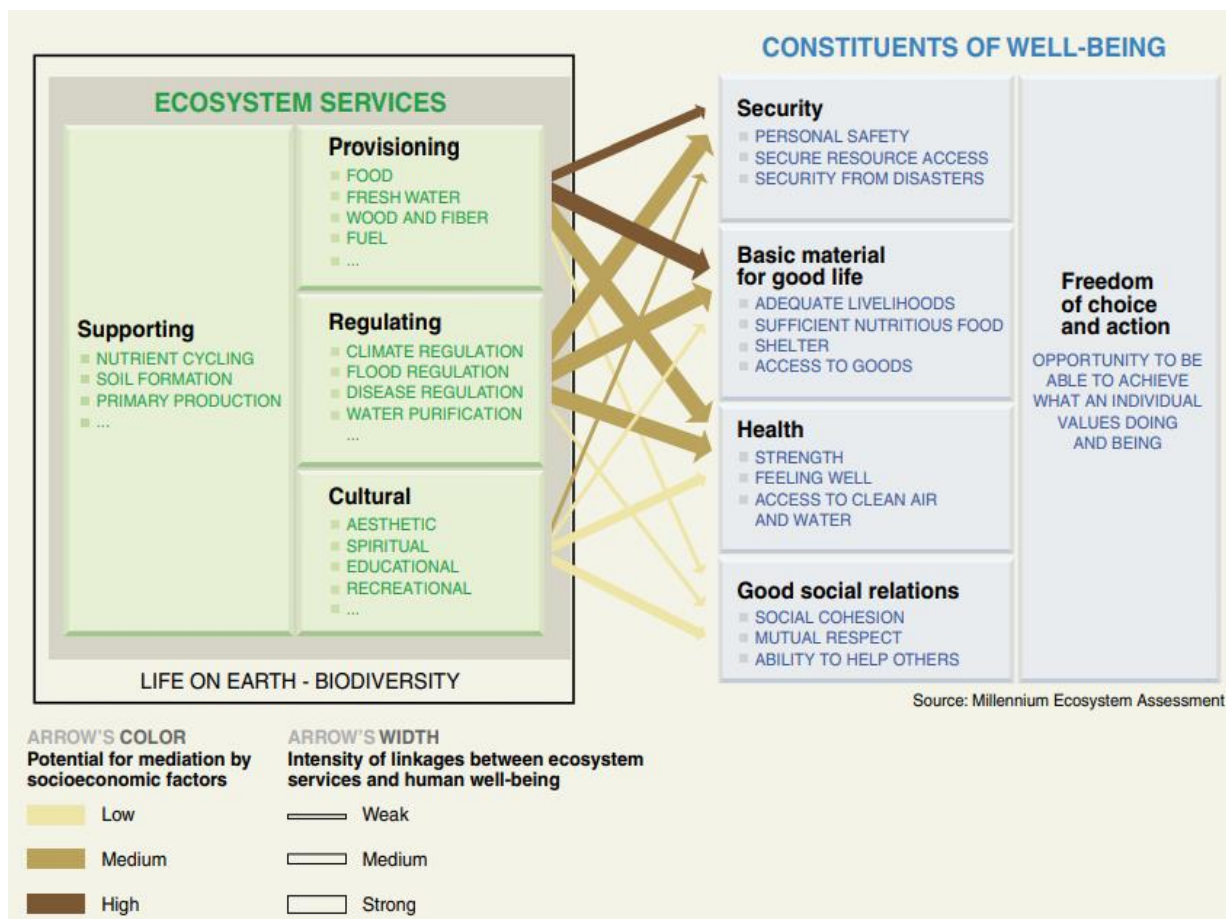 CONSTITUENTS OF WELL-BEING
ECOSYSTEM SERVICES
Supporting
NUTRIENT CYCLING
SOIL FORMATION
PRIMARY PRODUCTION
...
Provisioning
FOOD
FRESH WATER
WOOD AND FIBER
FUEL
...
Regulating
CLIMATE REGULATION
FLOOD REGULATION
DISEASE REGULATION
WATER PURIFICATION
...
Cultural
AESTHETIC
SPIRITUAL
EDUCATIONAL
RECREATIONAL
...
LIFE ON EARTH - BIODIVERSITY
Security
PERSONAL SAFETY
SECURE RESOURCE ACCESS
SECURITY FROM DISASTERS
Basic material
for good life
ADEQUATE LIVELIHOODS
SUFFICIENT NUTRITIOUS FOOD
SHELTER
ACCESS TO GOODS
Health
STRENGTH
FEELING WELL
ACCESS TO CLEAN AIR
AND WATER
Good social relations
SOCIAL COHESION
MUTUAL RESPECT
ABILITY TO HELP OTHERS
Freedom
of choice
and action
OPPORTUNITY TO BE
ABLE TO ACHIEVE
WHAT AN INDIVIDUAL
VALUES DOING
AND BEING
Source: Millennium Ecosystem Assessment
ARROW'S COLOR
Potential for mediation by
socioeconomic factors
Low
Medium
High
ARROW'S WIDTH
Intensity of linkages between ecosystem
services and human well-being
Weak
Medium
Strong